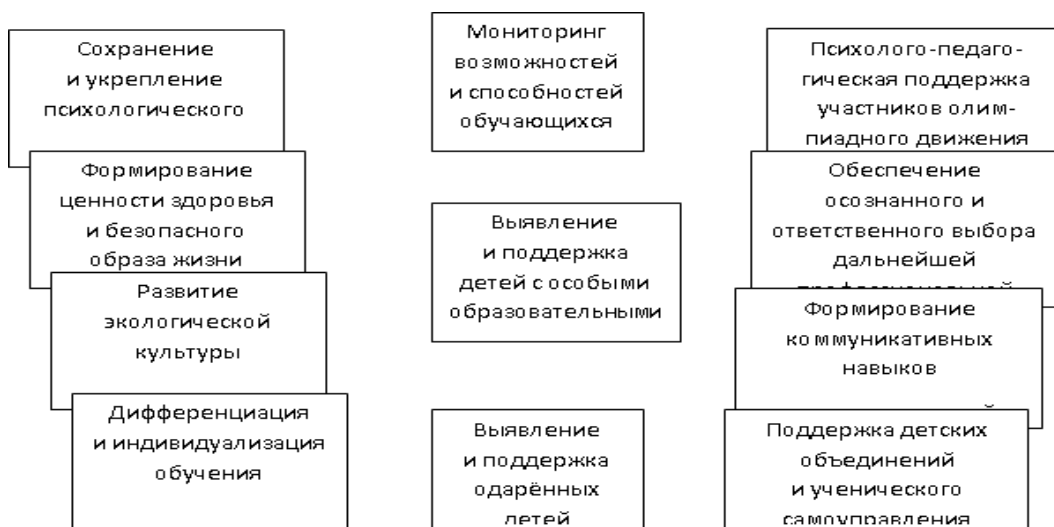 Сохранение
и укрепление
психологического
Формирование
ценности здоровья
и безопасного
образа жизни
Развитие
экологической
культуры
Дифференциация
и индивидуализация
обучения
Мониторинг
возможностей
и способностей
обучающихся
Выявление
и поддержка
детей с особыми
образовательными
Выявление
и поддержка
одарённых
детей
Психолого-педаго-
гическая поддержка
участников олим-
пиадного движения
Обеспечение
осознанного и
ответственного выбора
дальнейшей
Формирование
коммуникативных
навыков
Поддержка детских
объединений
и ученического
самоуправления